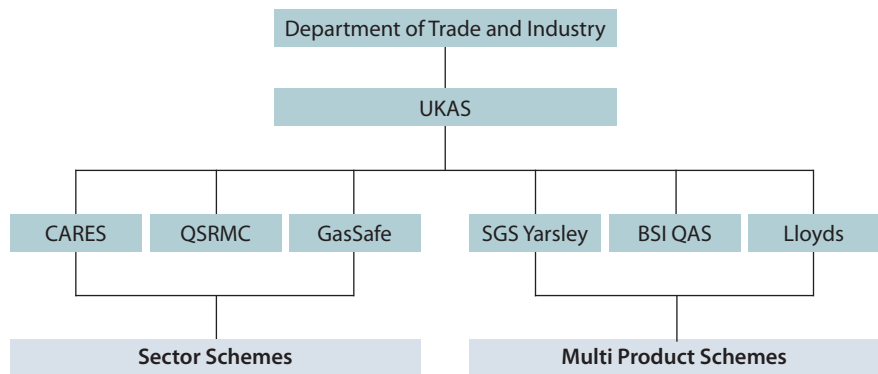 Department of Trade and Industry
UKAS
CARES
QSRMC
GasSafe
SGS Yarsley
BSI QAS
Lloyds
Sector Schemes
Multi Product Schemes